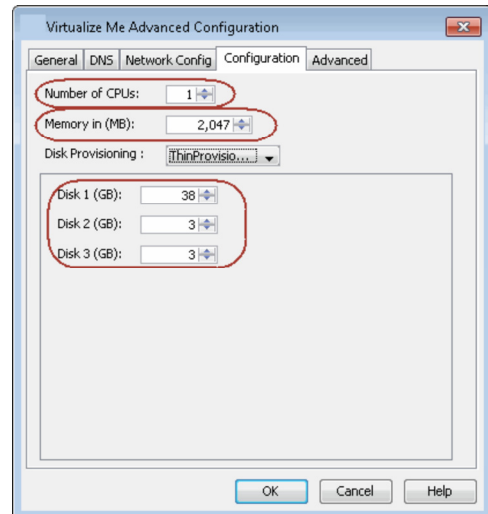 Virtualize Me Advanced Configuration
General DNS Network Config Configuration Advanced
Number of CPUs: 1
Memory in (MB): 2,047
Disk Provisioning : ThinProvisio...
Disk 1 (GB): 38
Disk 2 (GB): 3
Disk 3 (GB): 3
OK Cancel Help